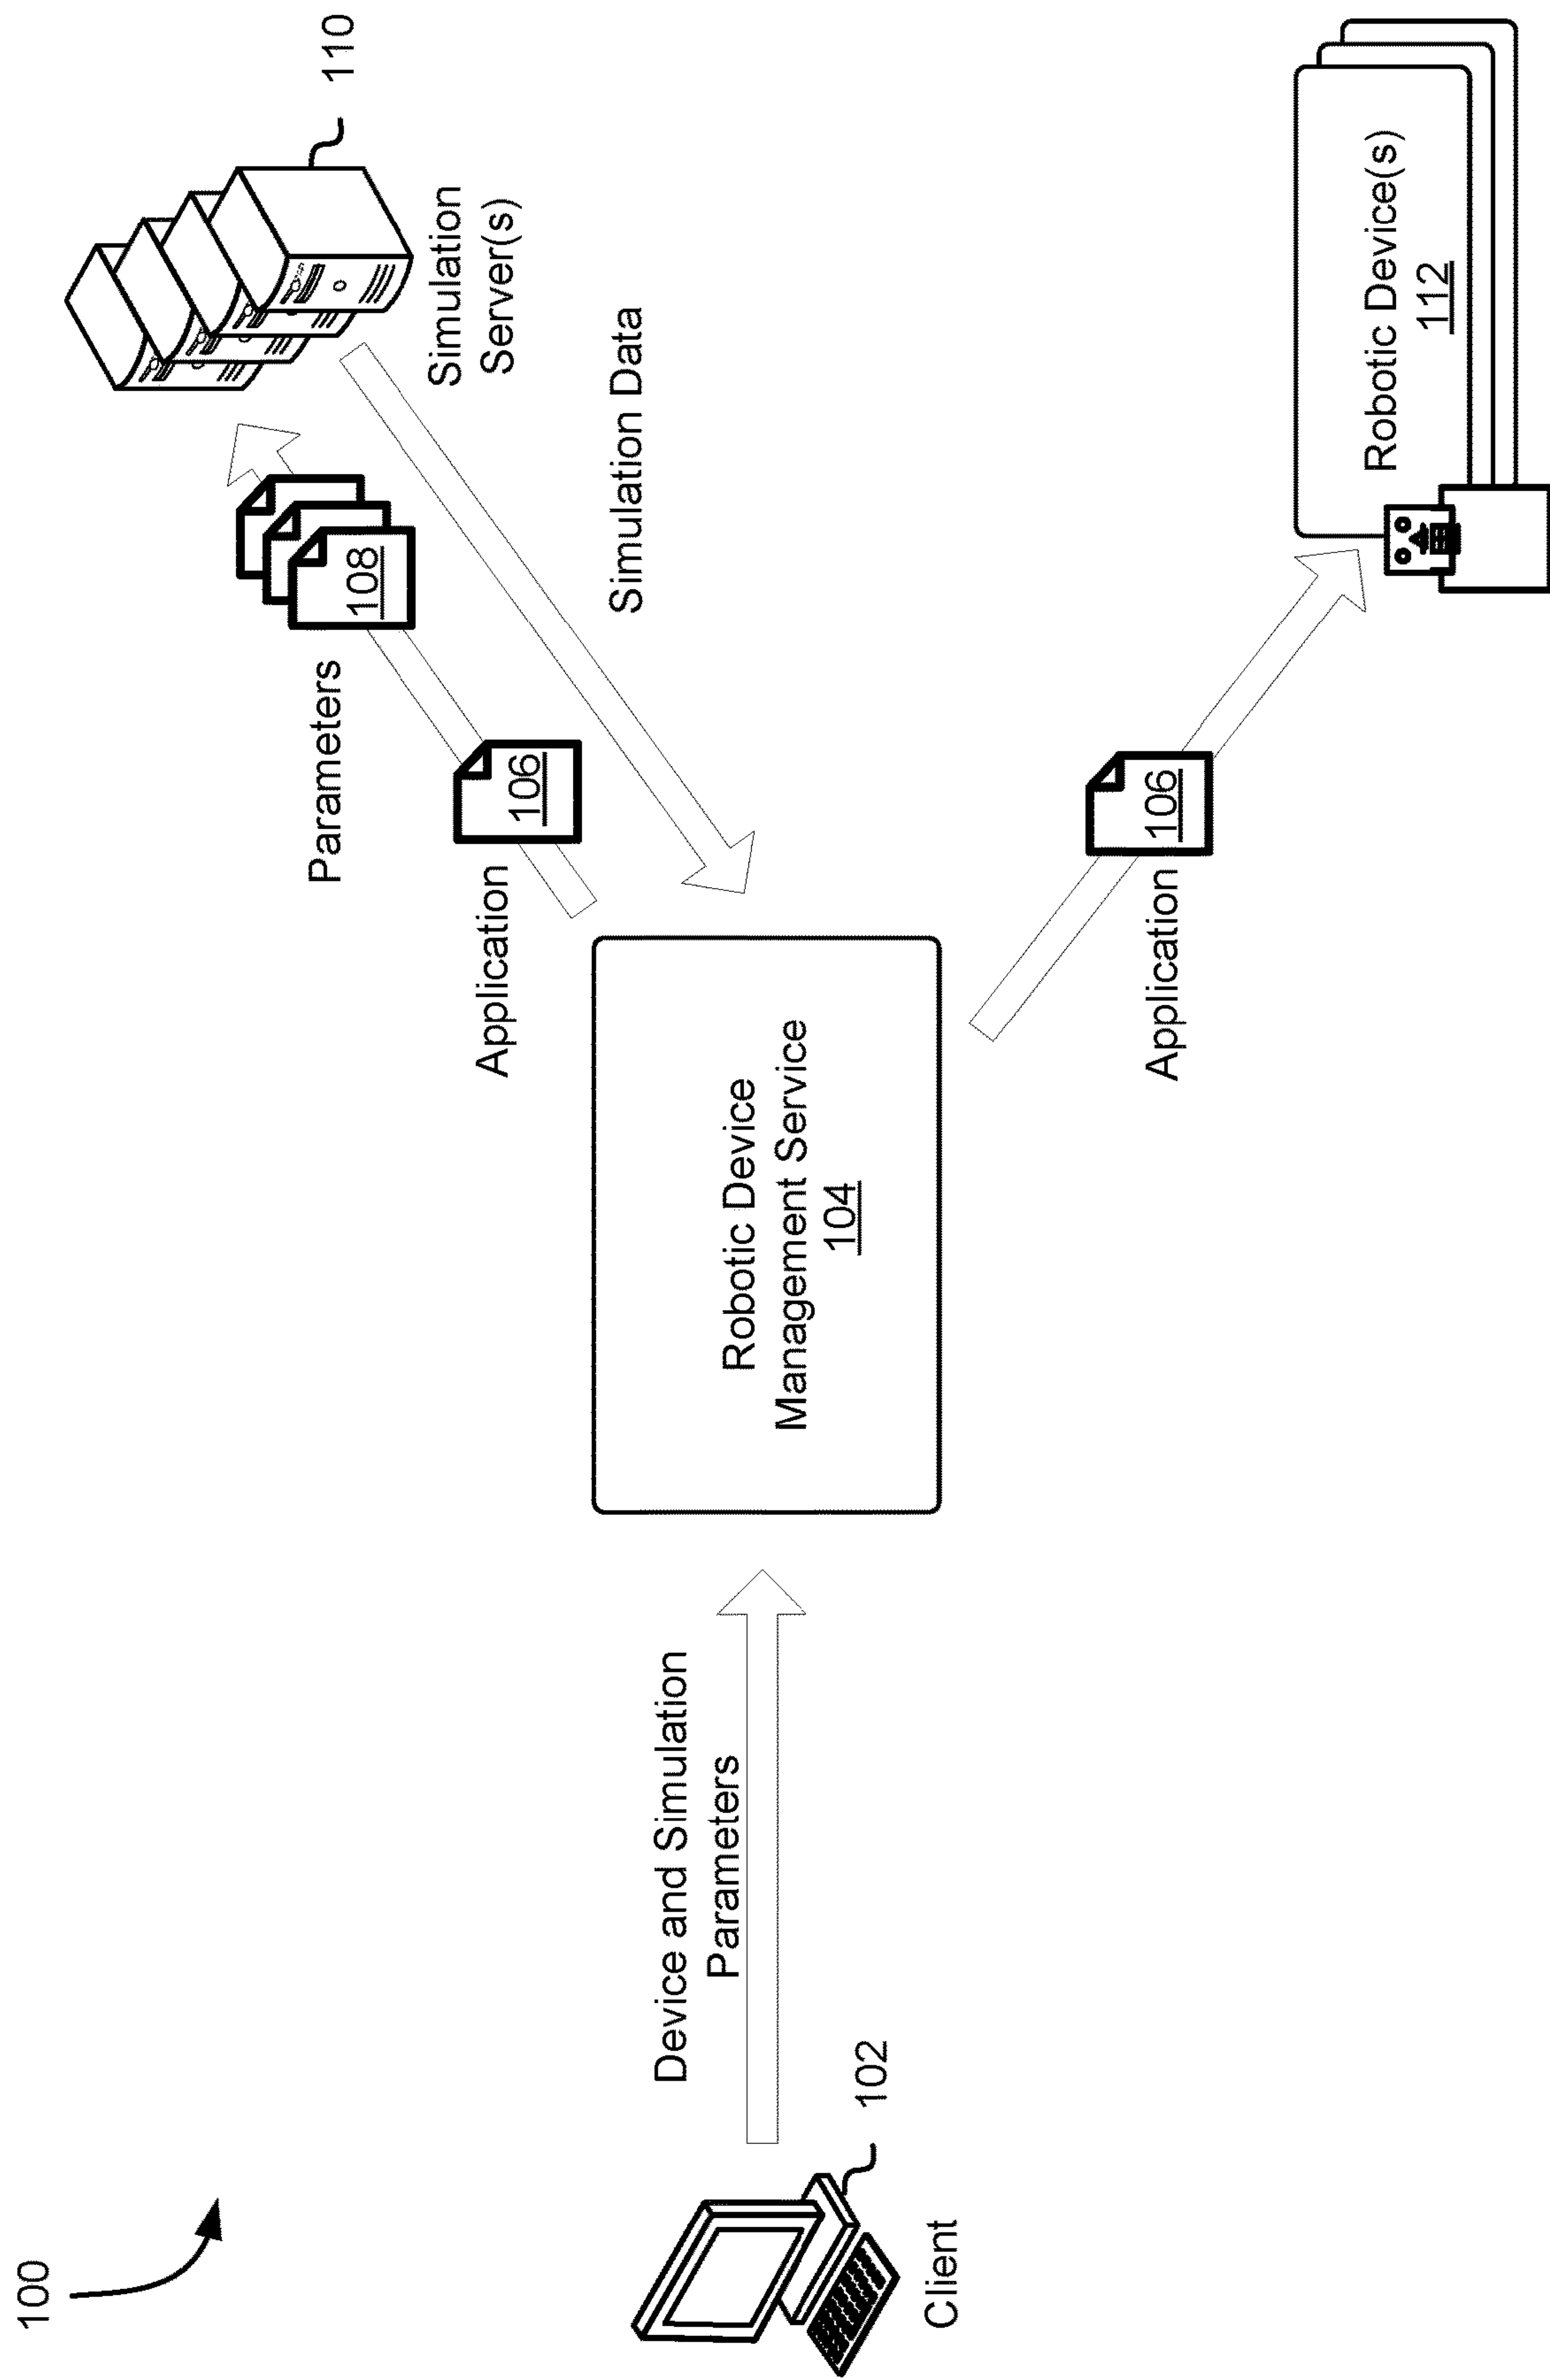 100
110
Simulation
Server(s)
Parameters
108
Simulation Data
Application
106
Device and Simulation
Parameters
Robotic Device
Management Service
104
102
Client
Application
106
Robotic Device(s)
112